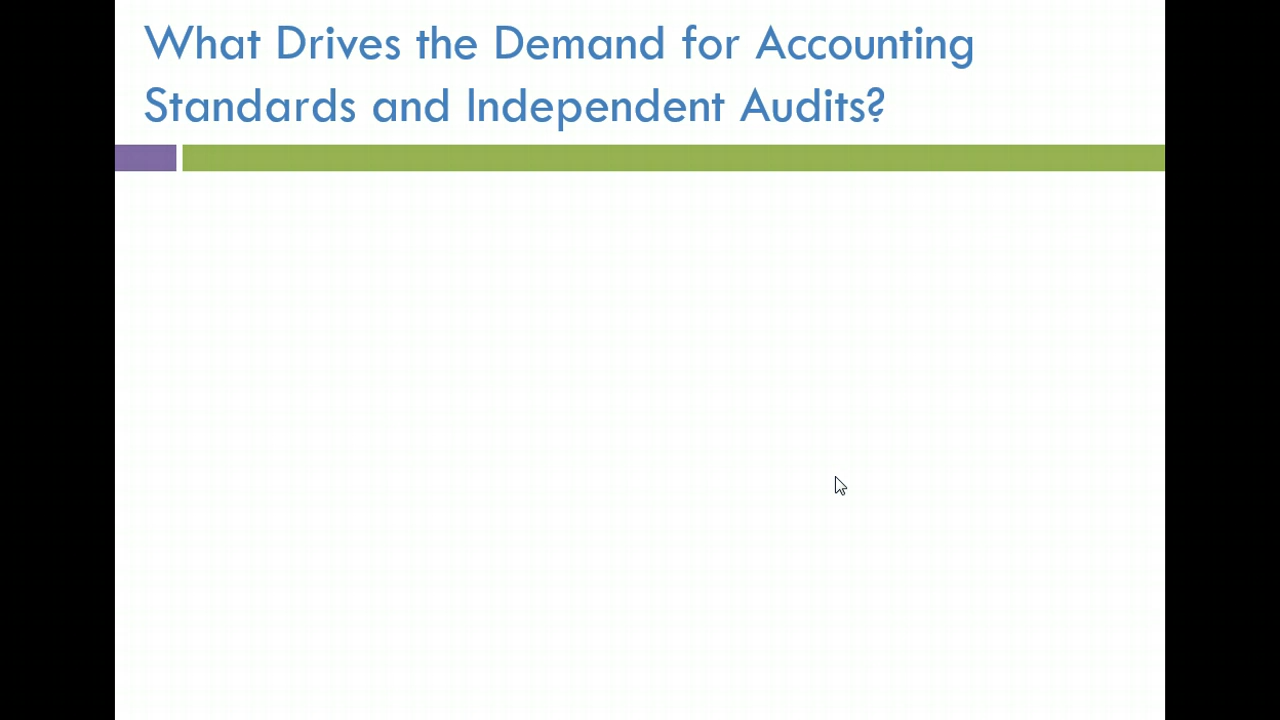 What Drives the Demand for Accounting
Standards and Independent Audits?